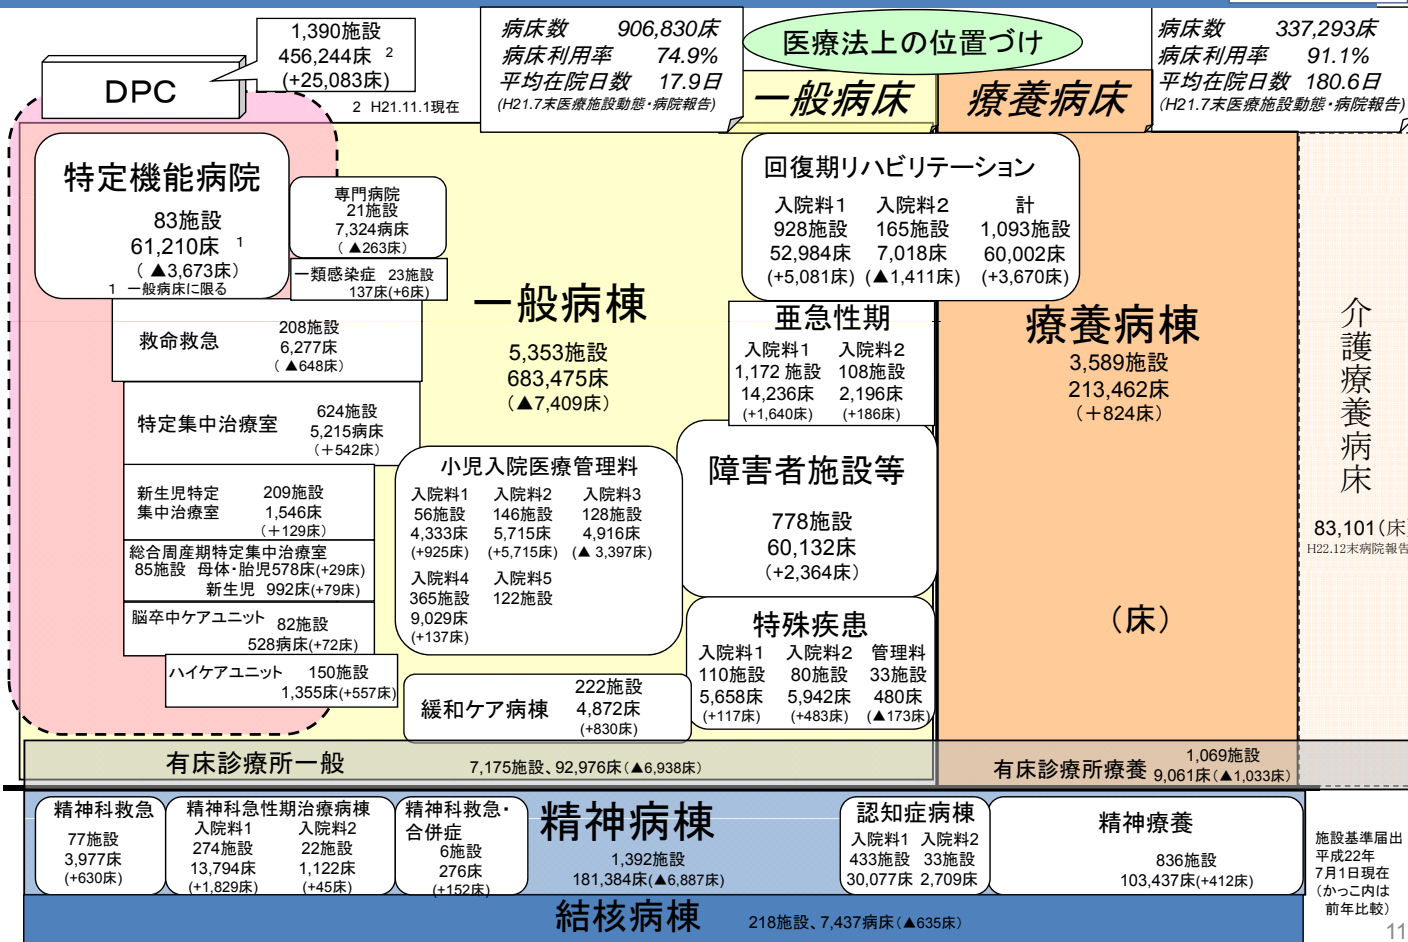 1,390施設
456,244床 2
(+25,083床)
DPC
2 H21.11.1現在
病床数 906,830床
病床利用率 74.9%
平均在院日数 17.9日
(H21.7末医療施設動態・病院報告)
医療法上の位置づけ
一般病床
療養病床
病床数 337,293床
病床利用率 91.1%
平均在院日数 180.6日
(H21.7末医療施設動態・病院報告)
特定機能病院
83施設
61,210床 1
( ▲3,673床)
1 一般病床に限る
専門病院
21施設
7,324病床
( ▲263床)
一類感染症 23施設
137床(+6床)
救命救急
208施設
6,277床
( ▲648床)
特定集中治療室
624施設
5,215病床
(+542床)
新生児特定
集中治療室
209施設
1,546床
(+129床)
総合周産期特定集中治療室
85施設 母体・胎児578床(+29床)
新生児 992床(+79床)
脳卒中ケアユニット 82施設
528病床(+72床)
ハイケアユニット 150施設
1,355床(+557床)
一般病棟
5,353施設
683,475床
(▲7,409床)
回復期リハビリテーション
入院料1 入院料2 計
928施設 165施設 1,093施設
52,984床 7,018床 60,002床
(+5,081床) (▲1,411床) (+3,670床)
亜急性期
入院料1 入院料2
1,172 施設 108施設
14,236床 2,196床
(+1,640床) (+186床)
小児入院医療管理料
入院料1 入院料2 入院料3
56施設 146施設 128施設
4,333床 5,715床 4,916床
(+925床) (+5,715床) (▲ 3,397床)
入院料4 入院料5
365施設 122施設
9,029床
(+137床)
障害者施設等
778施設
60,132床
(+2,364床)
特殊疾患
入院料1 入院料2 管理料
110施設 80施設 33施設
5,658床 5,942床 480床
(+117床) (+483床) (▲173床)
緩和ケア病棟
222施設
4,872床
(+830床)
療養病棟
3,589施設
213,462床
(+824床)
(床)
介護療養病床
83,101(床)
H22.12末病院報告
有床診療所一般 7,175施設、92,976床(▲6,938床)
有床診療所療養
1,069施設
9,061床(▲1,033床)
精神科救急
77施設
3,977床
(+630床)
精神科急性期治療病棟
入院料1 入院料2
274施設 22施設
13,794床 1,122床
(+1,829床) (+45床)
精神科救急・
合併症
6施設
276床
(+152床)
精神病棟
1,392施設
181,384床(▲6,887床)
認知症病棟
入院料1 入院料2
433施設 33施設
30,077床 2,709床
精神療養
836施設
103,437床(+412床)
施設基準届出
平成22年
7月1日現在
(かっこ内は
前年比較)
結核病棟 218施設、7,437病床(▲635床)
11